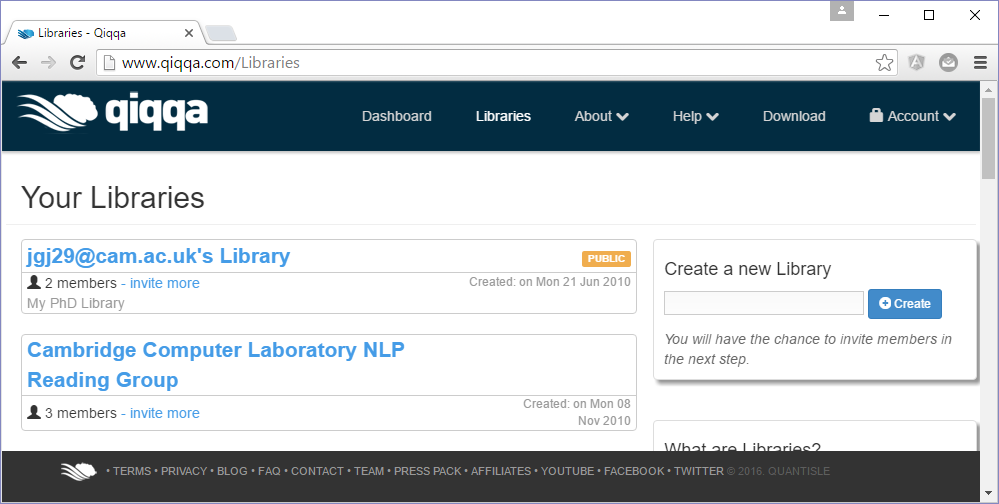 Libraries - Qiqqa
www.qiqqa.com/Libraries
qiqqa
Dashboard Libraries About Help Download Account
Your Libraries
jgj29@cam.ac.uk's Library
PUBLIC
2 members - invite more
Created: on Mon 21 Jun 2010
My PhD Library
Cambridge Computer Laboratory NLP
Reading Group
3 members - invite more
Created: on Mon 08
Nov 2010
Create a new Library
Create
You will have the chance to invite members in
the next step.
What are Libraries?
• TERMS • PRIVACY • BLOG • FAQ • CONTACT • TEAM • PRESS PACK • AFFILIATES • YOUTUBE • FACEBOOK • TWITTER © 2016. QUANTISLE